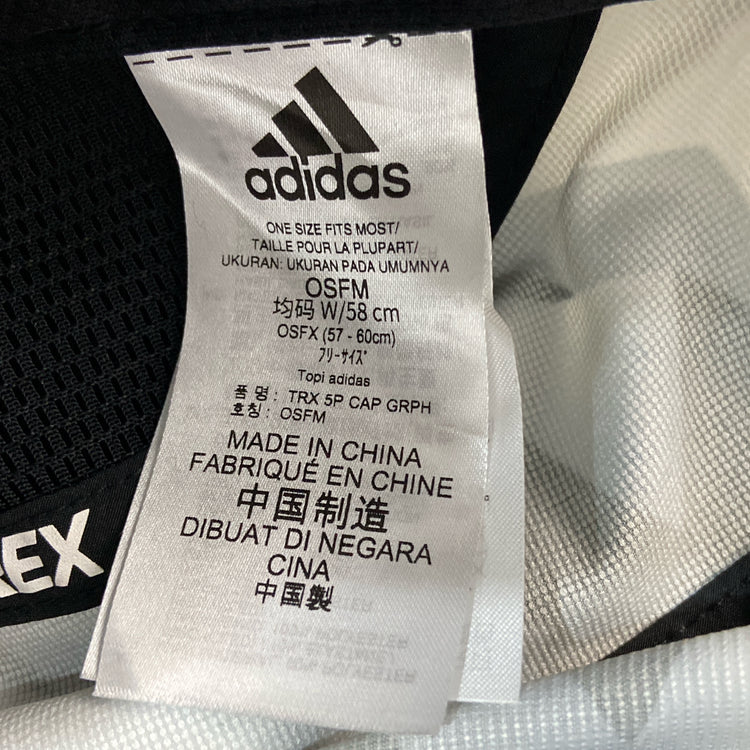 adidas
ONE SIZE FITS MOST/
TAILLE POUR LA PLUPART/
UKURAN: UKURAN PADA UMUMNYA
OSFM
均码 W/58 cm
OSFX (57 - 60cm)
フリーサイズ
Topi adidas
품 명 : TRX 5P CAP GRPH
호칭 : OSFM
MADE IN CHINA
FABRIQUÉ EN CHINE
中国制造
DIBUAT DI NEGARA
CINA
中国製
REX